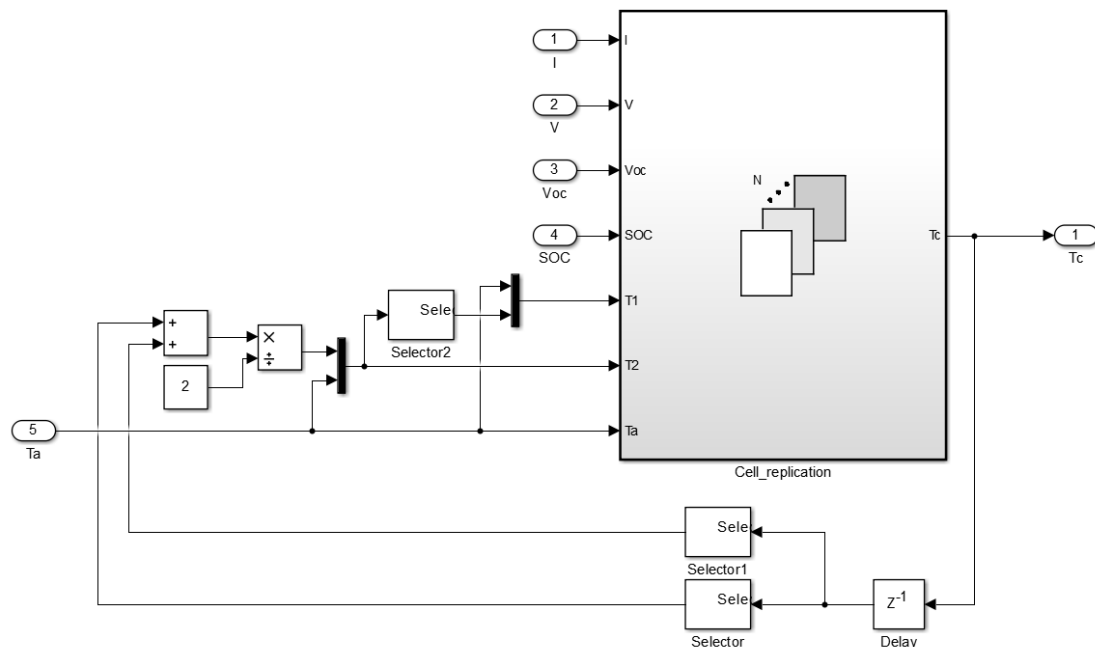 1
I
I
2
V
V
3
Voc
Voc
N
4
SOC
SOC
Tc
1
Tc
Sele
Selector2
T1
+
+
×
÷
2
T2
5
Ta
Ta
Cell_replication
Sele
Selector1
Sele
Selector
Z-1
Delay